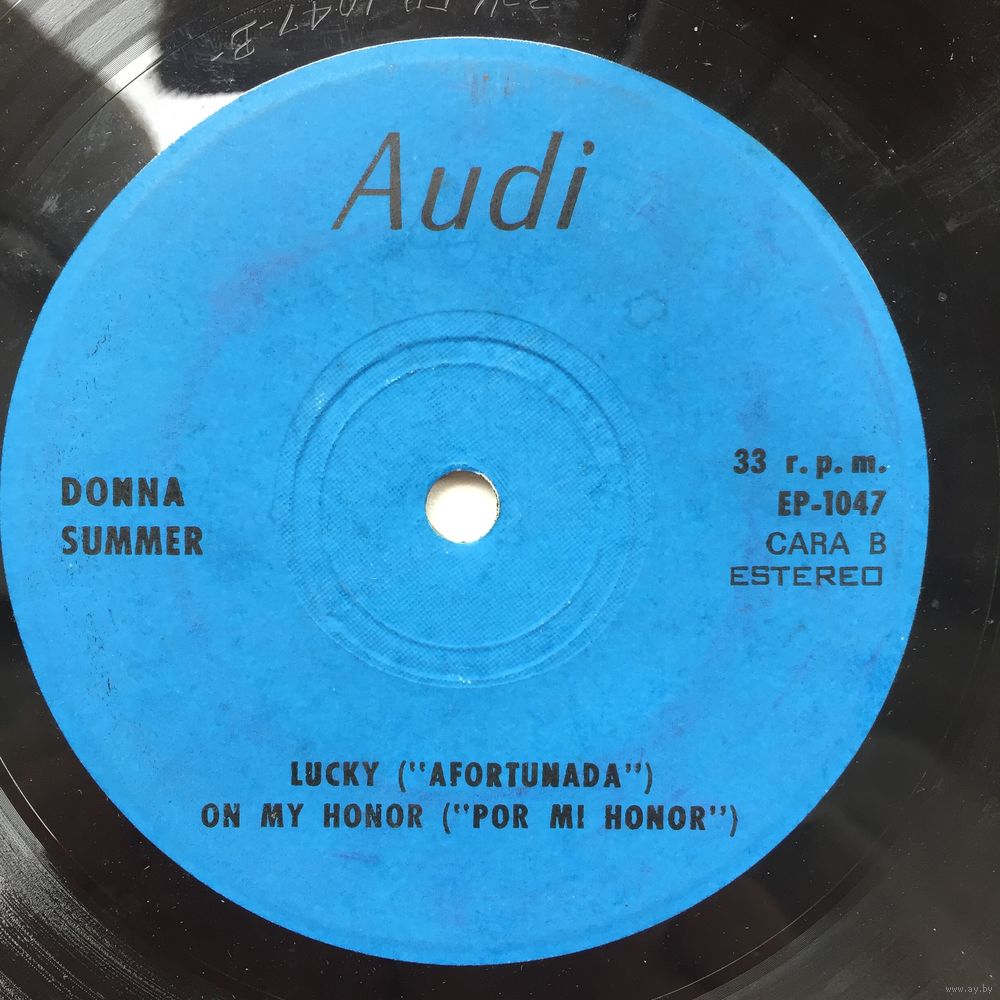 Audi
DONNA
SUMMER
33 r.p.m.
EP-1047
CARA B
ESTEREO
LUCKY ("AFORTUNADA")
ON MY HONOR ("POR MI HONOR")
www.ay.by